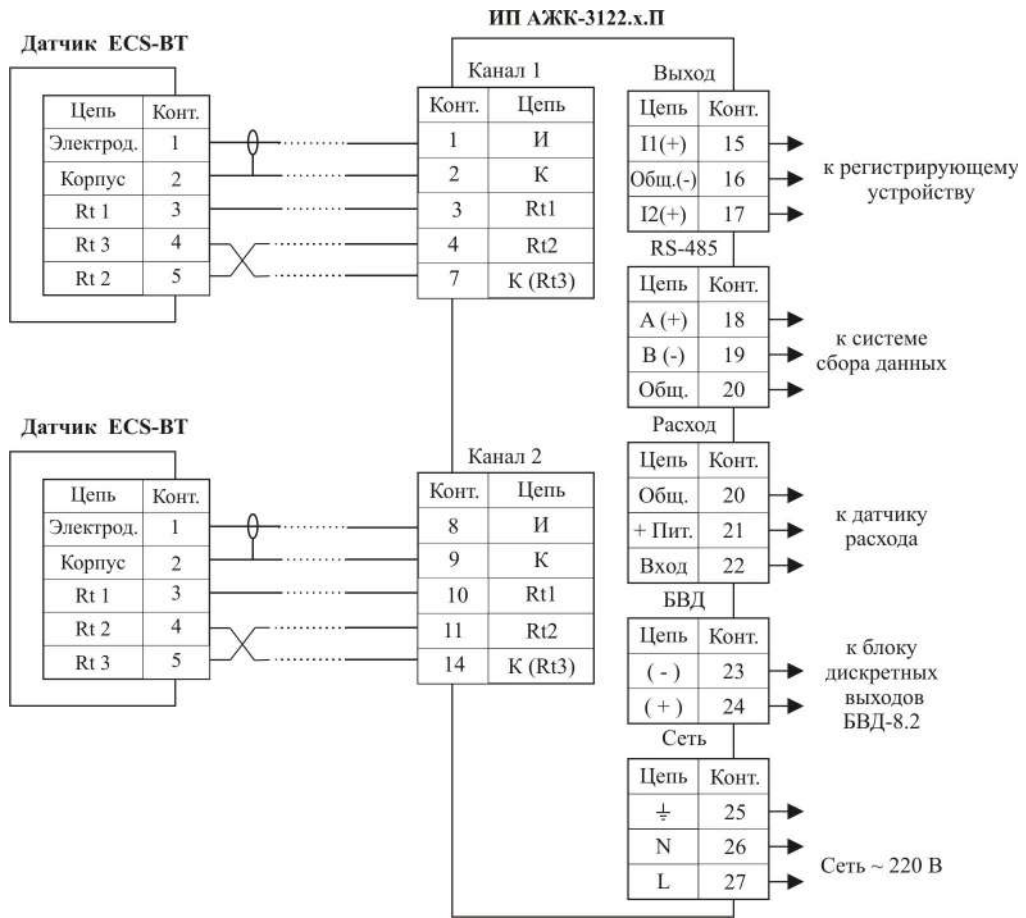 ИП АЖК-3122.х.П
Датчик ECS-BT
Цепь Конт.
Электрод. 1
Корпус 2
Rt 1 3
Rt 3 4
Rt 2 5
Канал 1
Конт. Цепь
1 И
2 К
3 Rt1
4 Rt2
7 К (Rt3)
Выход
Цепь Конт.
I1(+) 15
Общ.(-) 16
I2(+) 17
к регистрирующему
устройству
RS-485
Цепь Конт.
A (+) 18
B (-) 19
Общ. 20
к системе
сбора данных
Датчик ECS-BT
Цепь Конт.
Электрод. 1
Корпус 2
Rt 1 3
Rt 2 4
Rt 3 5
Канал 2
Конт. Цепь
8 И
9 К
10 Rt1
11 Rt2
14 К (Rt3)
Расход
Цепь Конт.
Общ. 20
+ Пит. 21
Вход 22
к датчику
расхода
БВД
Цепь Конт.
( - ) 23
( + ) 24
к блоку
дискретных
выходов
БВД-8.2
Сеть
Цепь Конт.
⏚ 25
N 26
L 27
Сеть ~ 220 В